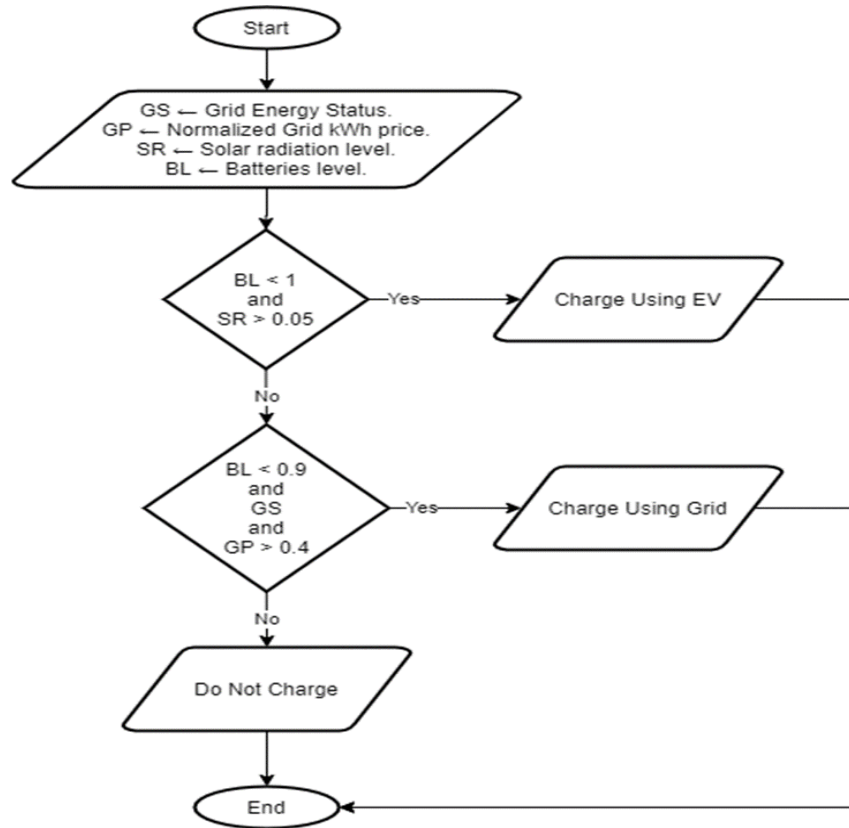 Start
GS ← Grid Energy Status.
GP ← Normalized Grid kWh price.
SR ← Solar radiation level.
BL ← Batteries level.
BL < 1
and
SR > 0.05
Yes
Charge Using EV
No
BL < 0.9
and
GS
and
GP > 0.4
Yes
Charge Using Grid
No
Do Not Charge
End